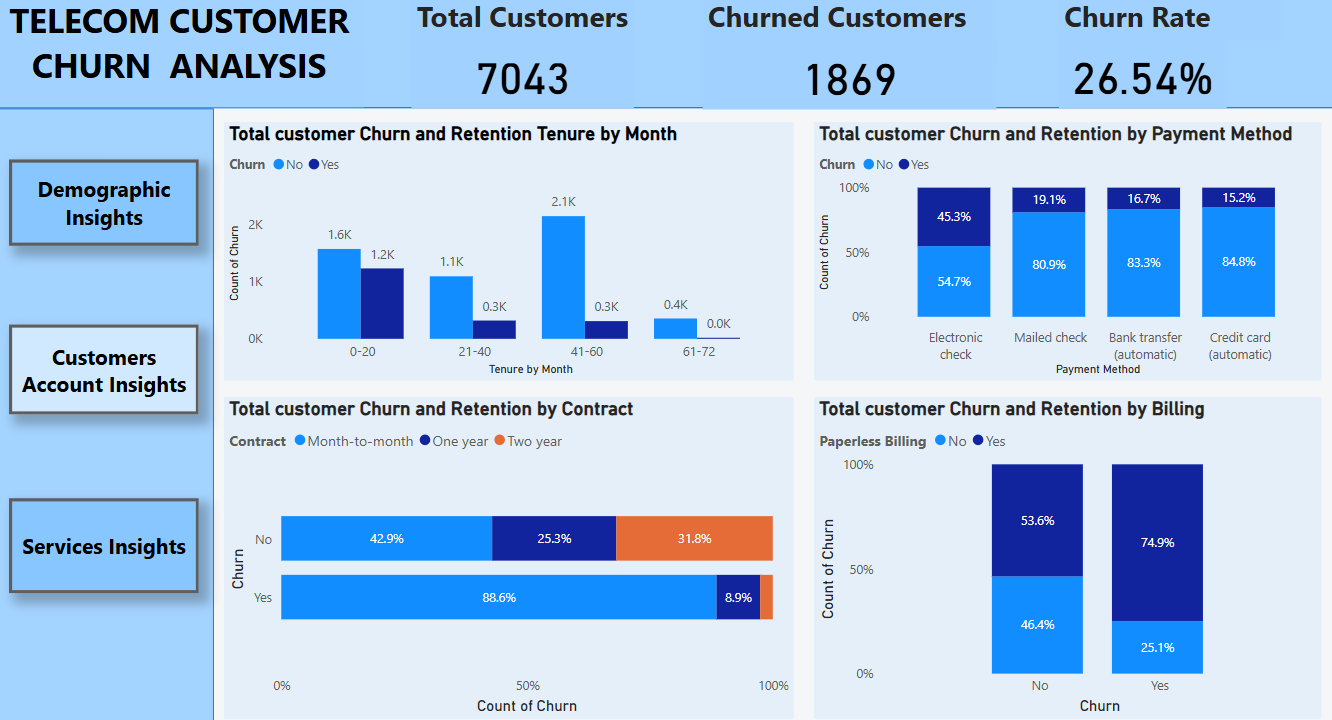 TELECOM CUSTOMER
CHURN ANALYSIS
Total Customers
7043
Churned Customers
1869
Churn Rate
26.54%
Demographic
Insights
Customers
Account Insights
Services Insights
Total customer Churn and Retention Tenure by Month
Churn No Yes
Count of Churn
2K
1K
0K
1.6K
1.2K
1.1K
0.3K
2.1K
0.3K
0.4K
0.0K
0-20
21-40
41-60
61-72
Tenure by Month
Total customer Churn and Retention by Payment Method
Churn No Yes
Count of Churn
100%
50%
0%
45.3%
54.7%
19.1%
80.9%
16.7%
83.3%
15.2%
84.8%
Electronic
check
Mailed check
Bank transfer
(automatic)
Credit card
(automatic)
Payment Method
Total customer Churn and Retention by Contract
Contract Month-to-month One year Two year
Churn
No
42.9%
25.3%
31.8%
Yes
88.6%
8.9%
0%
50%
100%
Count of Churn
Total customer Churn and Retention by Billing
Paperless Billing No Yes
Count of Churn
100%
50%
0%
53.6%
46.4%
74.9%
25.1%
No
Yes
Churn